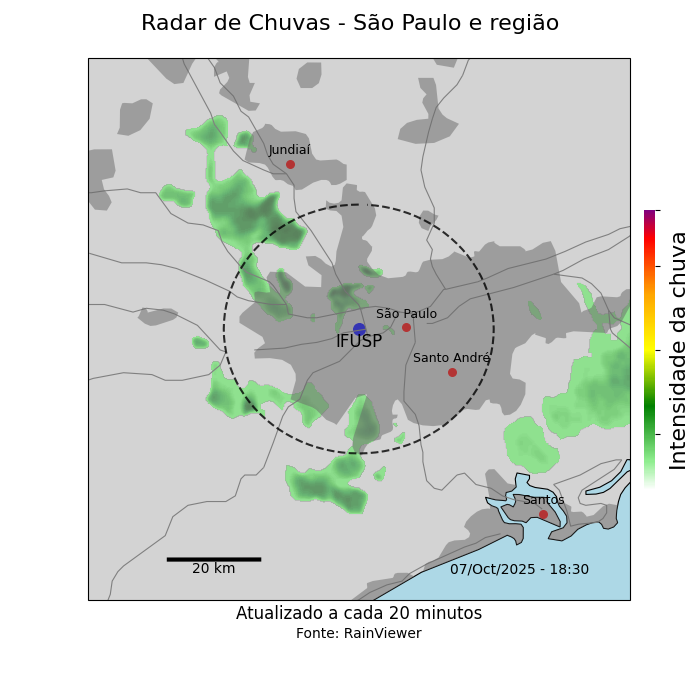 Radar de Chuvas - São Paulo e região
Jundiaí
São Paulo
IFUSP
Santo André
Intensidade da chuva
Santos
20 km
07/Oct/2025 - 18:30
Atualizado a cada 20 minutos
Fonte: RainViewer